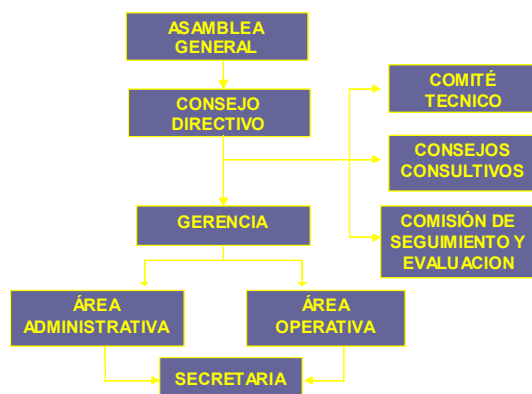 ASAMBLEA
GENERAL
CONSEJO
DIRECTIVO
COMITÉ
TECNICO
CONSEJOS
CONSULTIVOS
GERENCIA
COMISIÓN DE
SEGUIMIENTO Y
EVALUACION
ÁREA
ADMINISTRATIVA
ÁREA
OPERATIVA
SECRETARIA